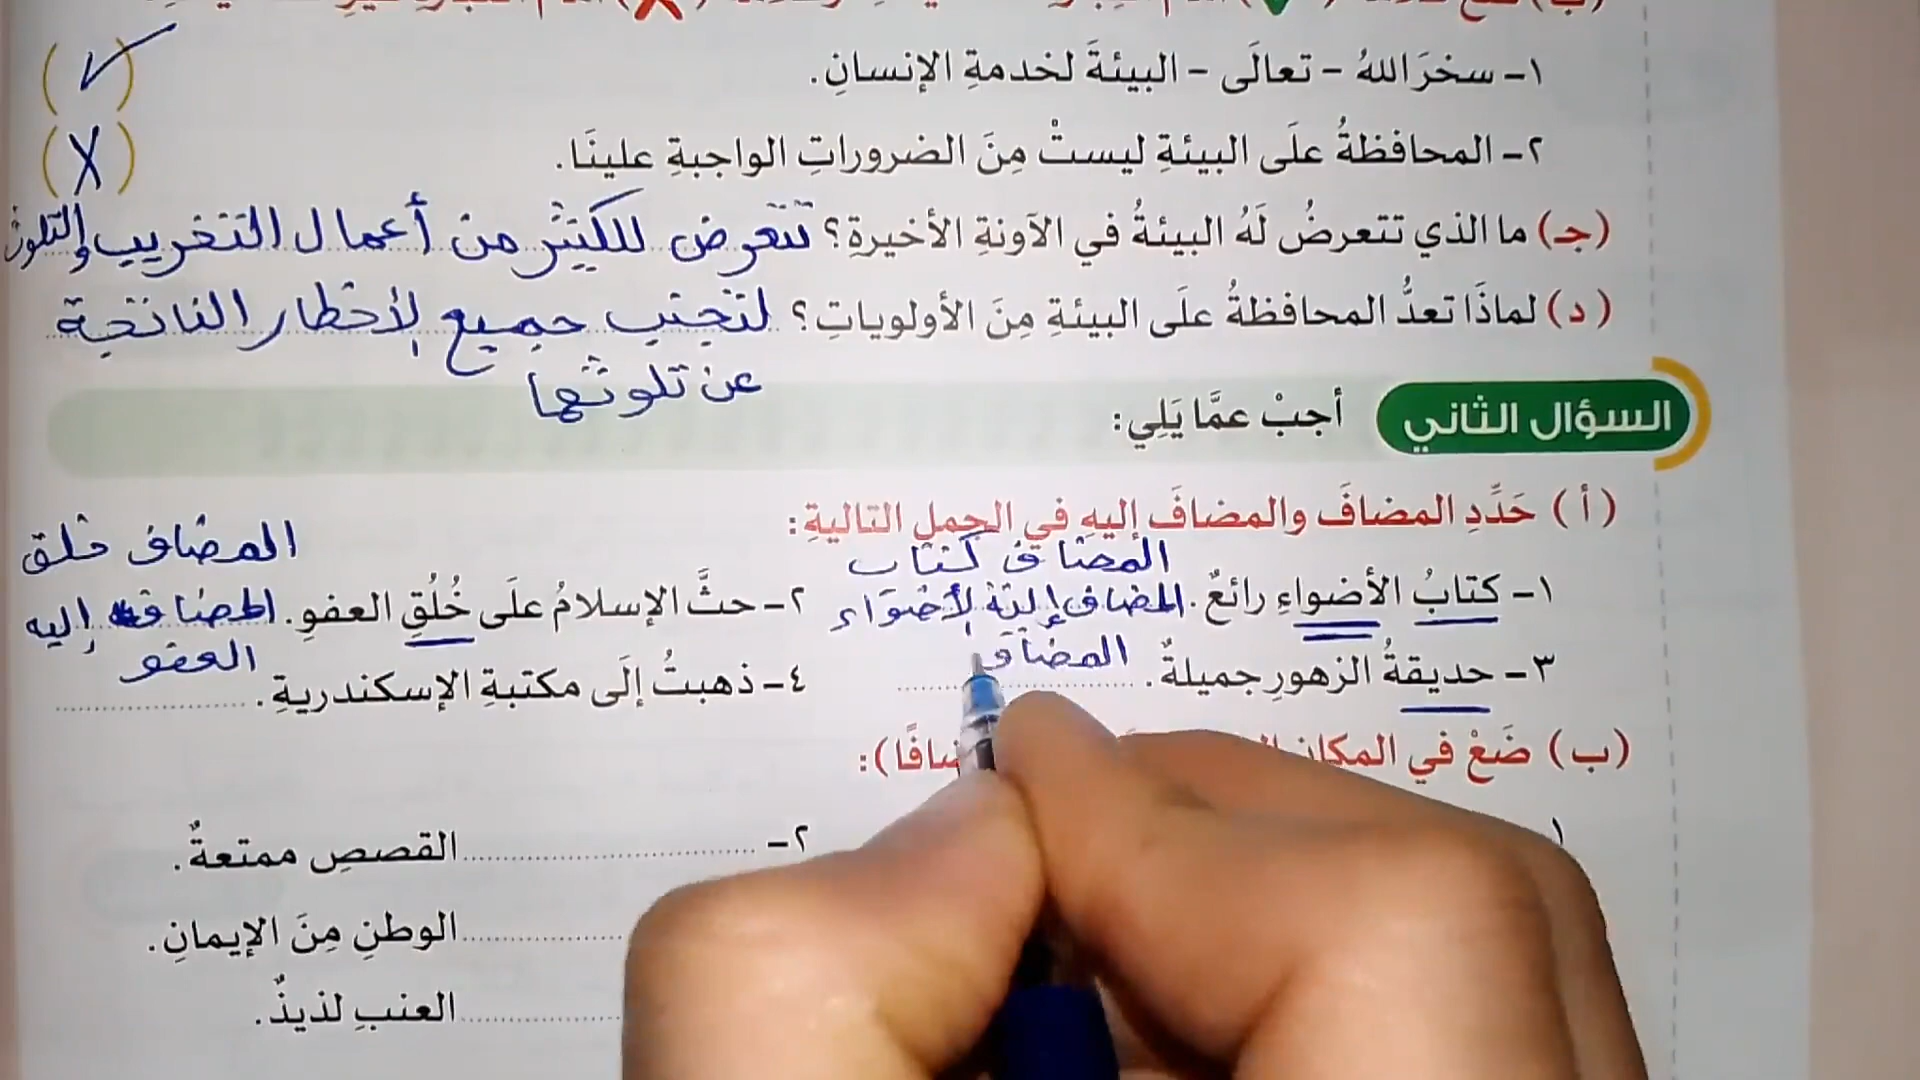 (✓)
١- سخرَ اللهُ - تعالَى - البيئةَ لخدمةِ الإنسانِ.
(X)
٢- المحافظةُ علَى البيئةِ ليستْ مِنَ الضروراتِ الواجبةِ علينَا.
(جـ) ما الذي تتعرضُ لَهُ البيئةُ في الآونةِ الأخيرةِ؟ تتعرض للكثير من أعمال التخريب والتلوث
(د) لماذَا تعدُّ المحافظةُ علَى البيئةِ مِنَ الأولوياتِ؟ لتجنب جميع الأخطار الناتجة
عن تلوثها
السؤال الثاني أجبْ عمَّا يَلِي:
(أ) حَدِّدِ المضافَ والمضافَ إليهِ في الجملِ التاليةِ:
المضاف كتاب
المضاف خلق
١- كتابُ الأضواءِ رائعٌ. المضاف إليه الأضواء
٢- حثَّ الإسلامُ علَى خُلُقِ العفوِ. المضاف إليه
العفو
٣- حديقةُ الزهورِ جميلةٌ. المضاف
٤- ذهبتُ إلَى مكتبةِ الإسكندريةِ.
(ب) ضَعْ في المكان
١
٢- القصصِ ممتعةٌ.
الوطنِ مِنَ الإيمانِ.
العنبِ لذيذٌ.